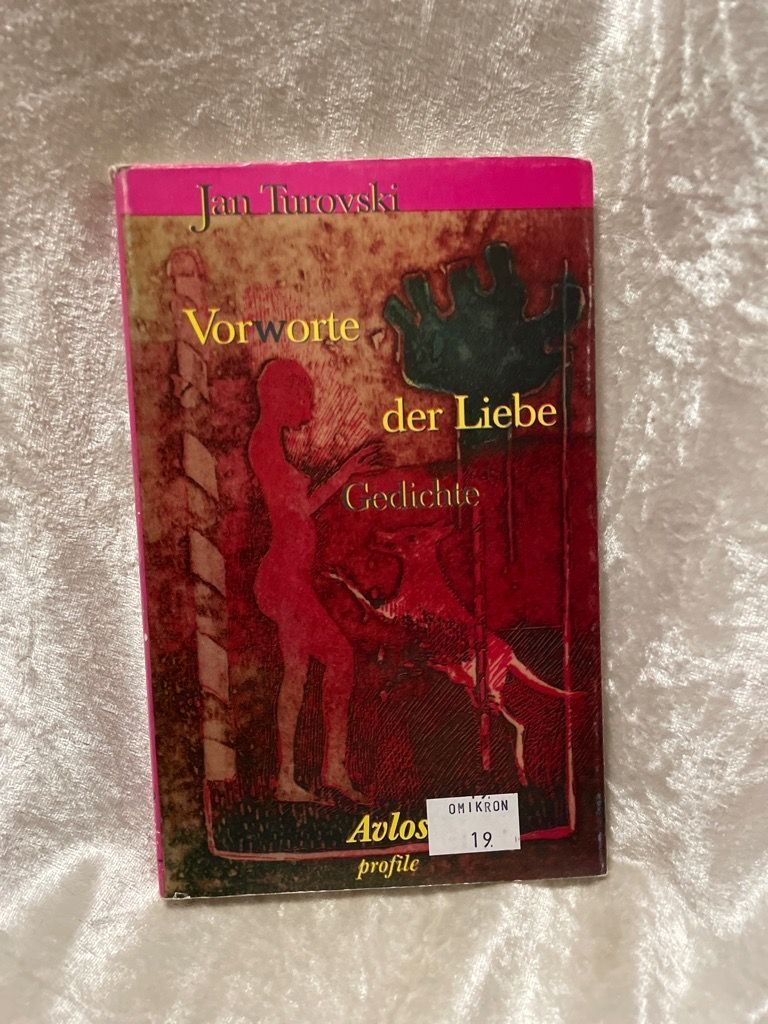 Jan Turovski
Vorworte
der Liebe
Gedichte
Avlos
profile
OMIKRON
19.